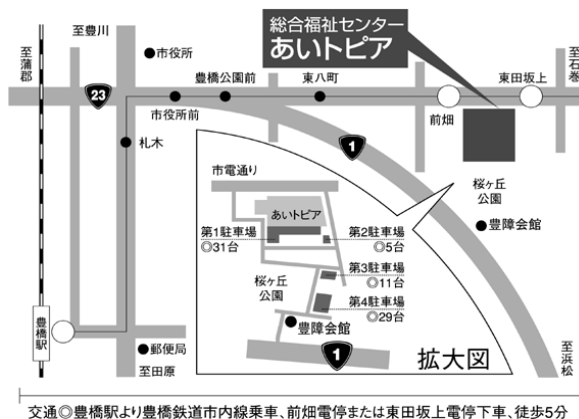 総合福祉センター
あいトピア
至豊川
至蒲郡
市役所
豊橋公園前
東八町
東田坂上
至石巻
23
市役所前
前畑
札木
1
桜ヶ丘
公園
豊障会館
市電通り
あいトピア
第1駐車場
◎31台
第2駐車場
◎5台
第3駐車場
◎11台
桜ヶ丘
公園
第4駐車場
◎29台
豊障会館
1
拡大図
豊橋駅
郵便局
至田原
至浜松
交通◎豊橋駅より豊橋鉄道市内線乗車、前畑電停または東田坂上電停下車、徒歩5分